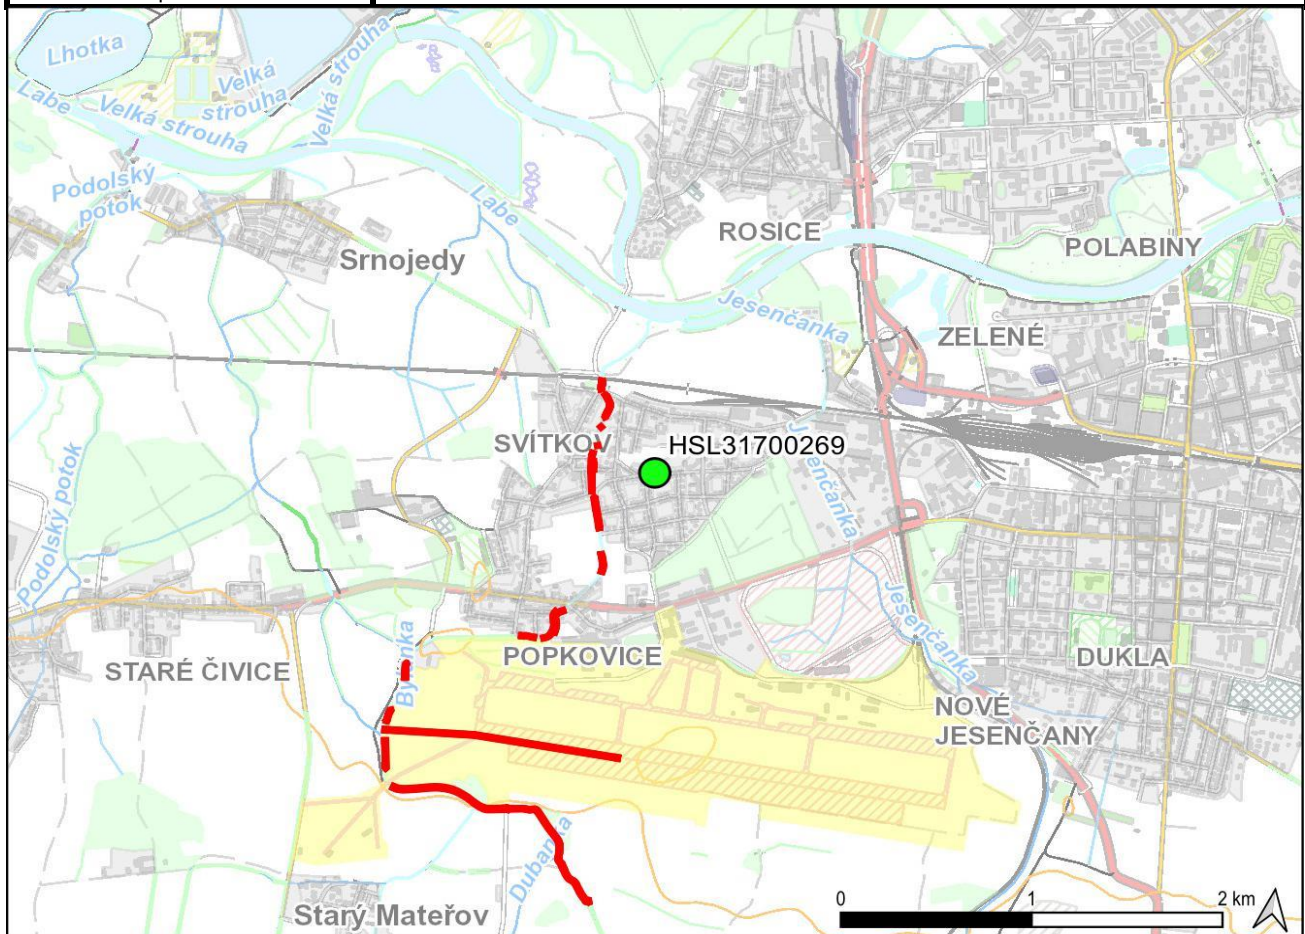 Lhotka
Velká
strouha
Velká strouha
Labe
Velká strouha
Podolský
potok
Labe
Srnojedy
ROSICE
POLABINY
Jesenčanka
ZELENÉ
SVÍTKOV
HSL31700269
Jesenčanka
Podolský potok
Jesenčanka
STARÉ ČIVICE
POPKOVICE
DUKLA
NOVÉ
JESENČANY
Dubanka
Starý Mateřov
0 1 2 km